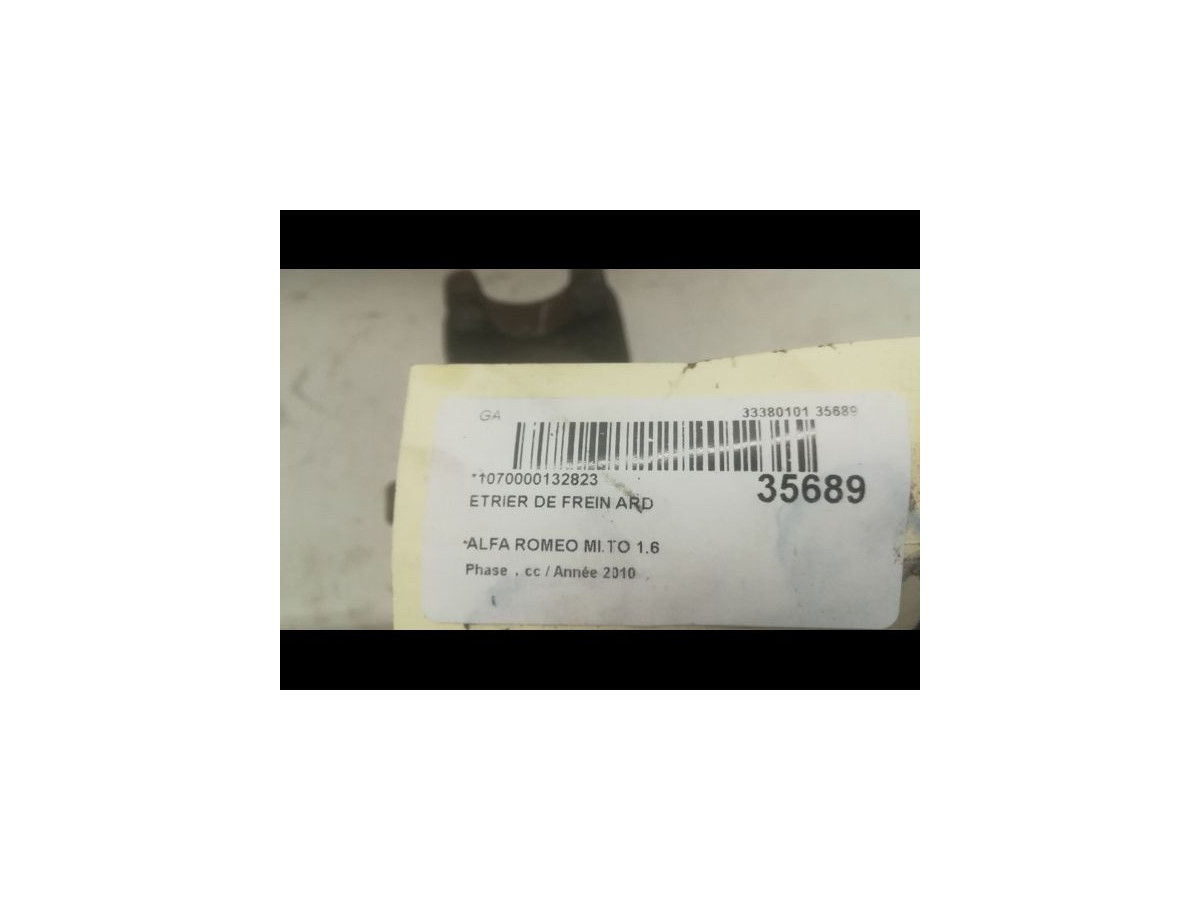 GA 33380101 35689
*1070000132823 35689
ETRIER DE FREIN ARD
*ALFA ROMEO MI.TO 1.6
Phase . cc / Année 2010